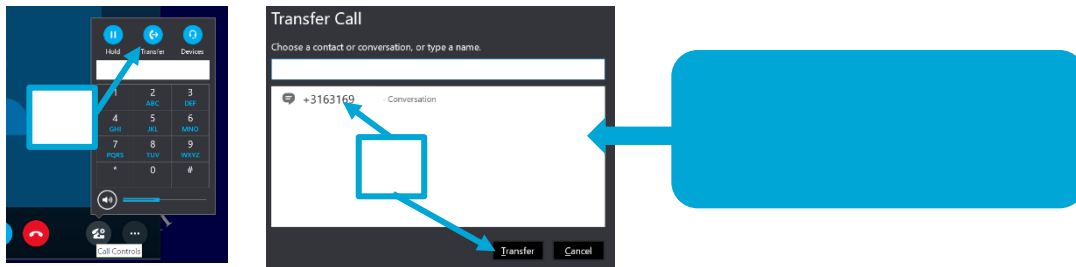 Hold Transfer Devices
1 2 3
ABC DEF
4 5 6
GHI JKL MNO
7 8 9
PQRS TUV WXYZ
* 0 #
Call Controls
Transfer Call
Choose a contact or conversation, or type a name.
+3163169 - Conversation
Transfer Cancel